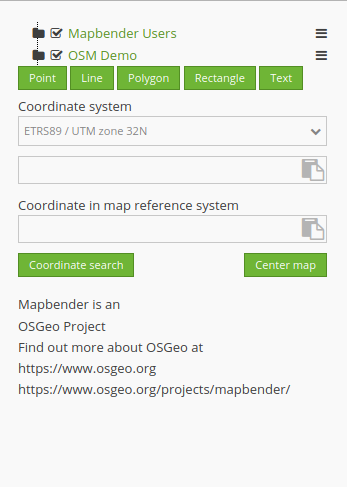 Mapbender Users
OSM Demo
Point Line Polygon Rectangle Text
Coordinate system
ETRS89 / UTM zone 32N
Coordinate in map reference system
Coordinate search Center map
Mapbender is an
OSGeo Project
Find out more about OSGeo at
https://www.osgeo.org
https://www.osgeo.org/projects/mapbender/